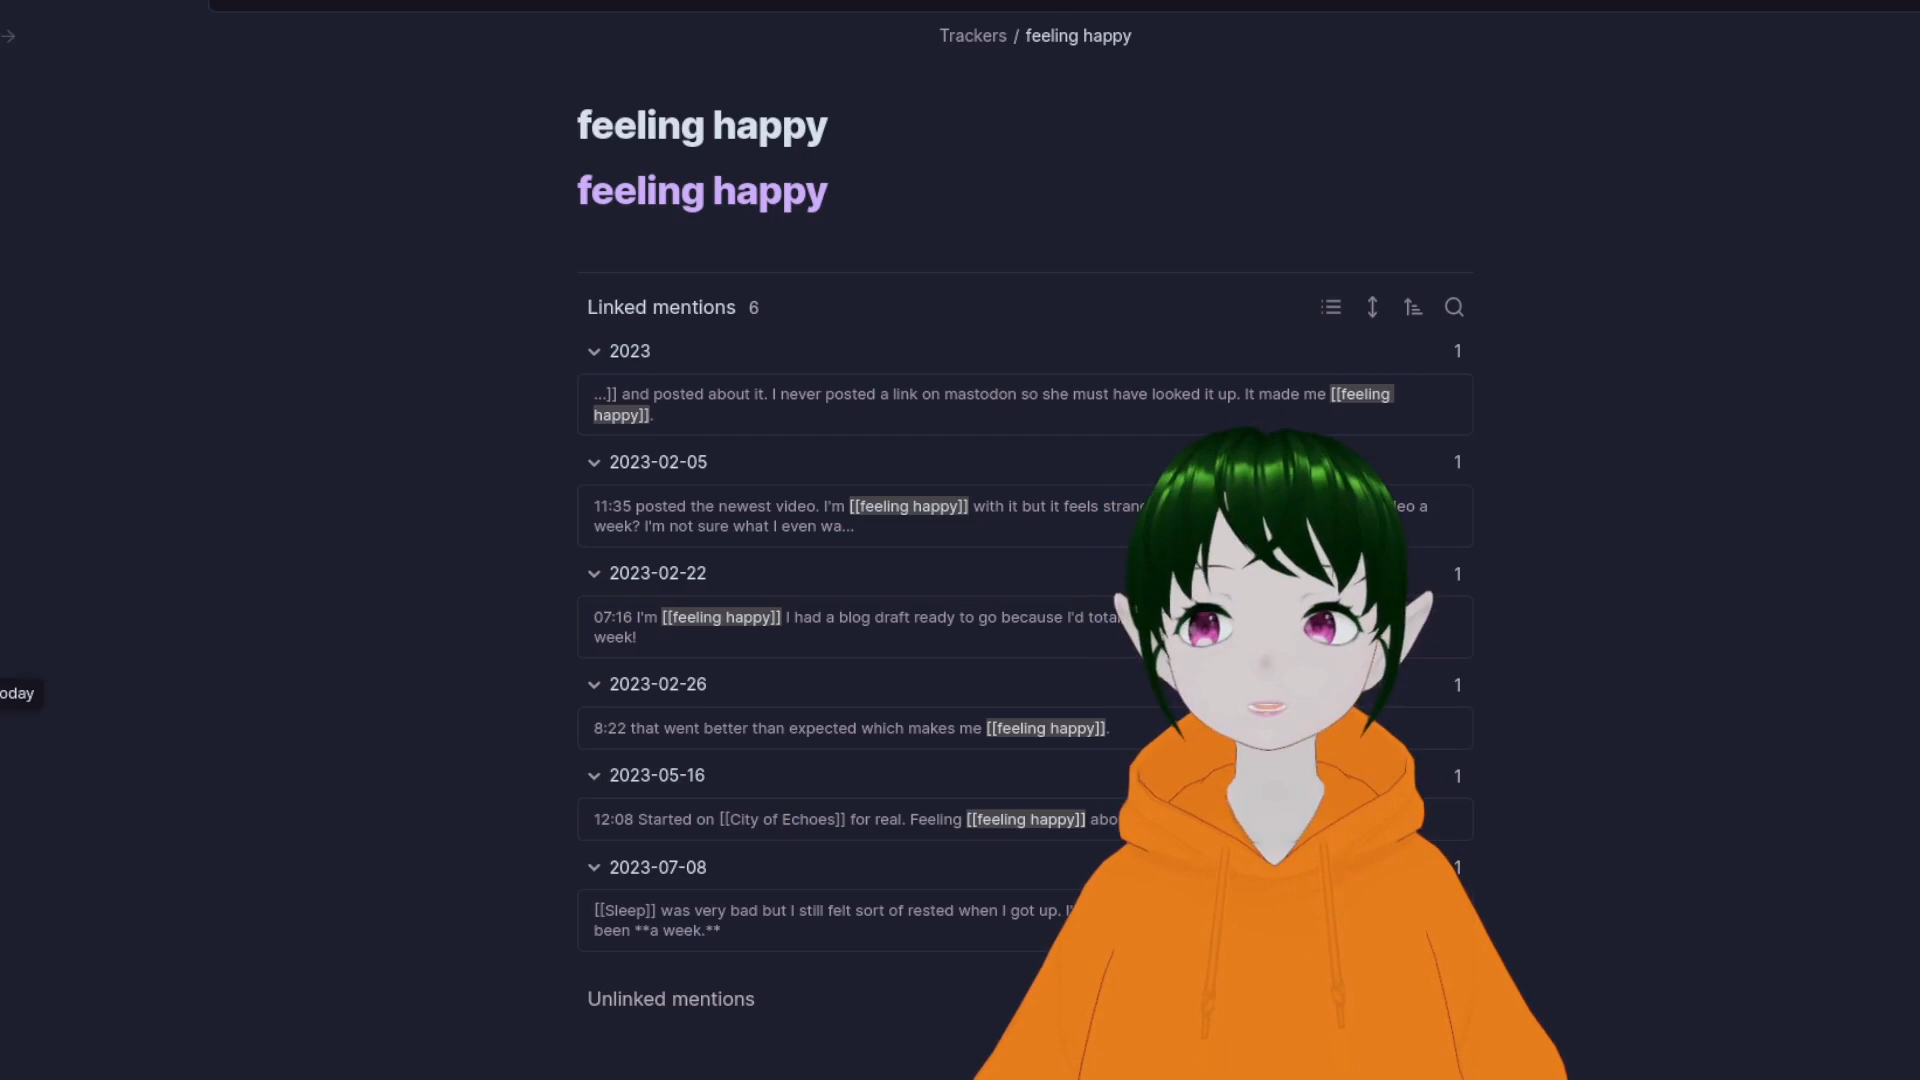 Trackers / feeling happy
feeling happy
feeling happy
Linked mentions 6
2023 1
...]] and posted about it. I never posted a link on mastodon so she must have looked it up. It made me [[feeling
happy]].
2023-02-05 1
11:35 posted the newest video. I'm [[feeling happy]] with it but it feels a
week? I'm not sure what I even wa...
2023-02-22 1
07:16 I'm [[feeling happy]] I had a blog draft ready to go because I'd
week!
oday
2023-02-26 1
8:22 that went better than expected which makes me [[feeling happy]].
2023-05-16 1
12:08 Started on [[City of Echoes]] for real. Feeling [[feeling happy]]
2023-07-08 1
[[Sleep]] was very bad but I still felt sort of rested when I got up.
been **a week.**
Unlinked mentions